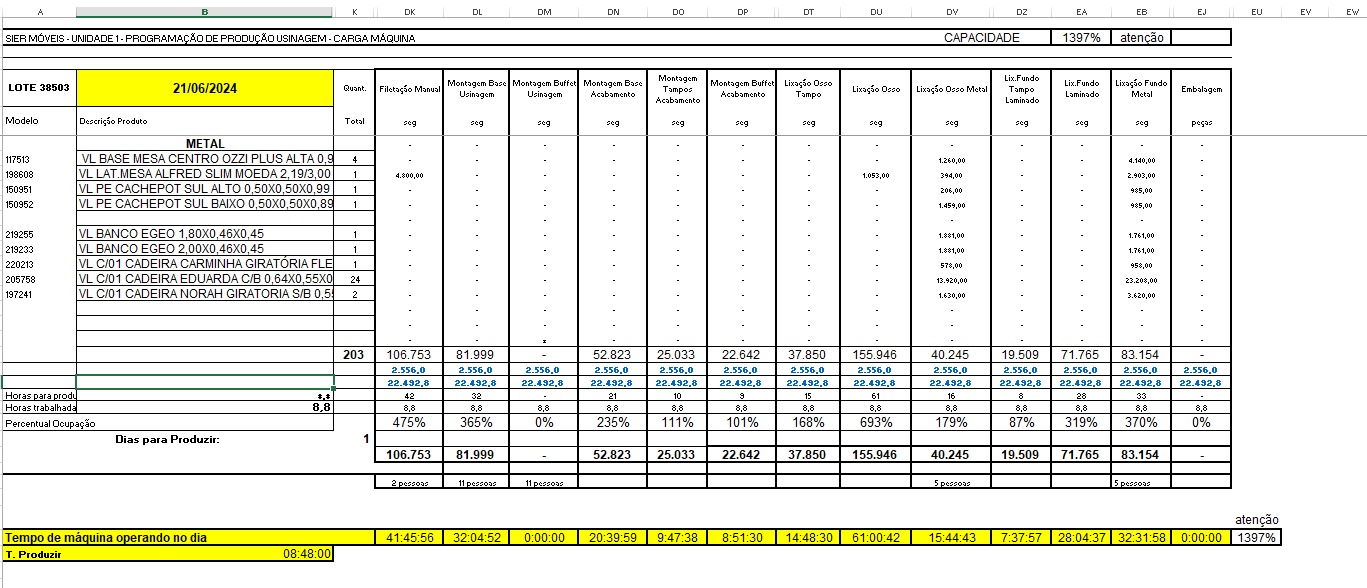 A B K DK DL DM DN DO DP DT DU DV DZ EA EB EJ EU EV EW
SIER MÓVEIS - UNIDADE 1 - PROGRAMAÇÃO DE PRODUÇÃO USINAGEM - CARGA MÁQUINA CAPACIDADE 1397% atenção
LOTE 38503 21/06/2024 Quant. Filetação Manual Montagem Base Usinagem Montagem Buffet Usinagem Montagem Base Acabamento Montagem Tampos Acabamento Montagem Buffet Acabamento Lixação Osso Tampo Lixação Osso Lixação Osso Metal Lix.Fundo Tampo Laminado Lix.Fundo Laminado Lixação Fundo Metal Embalagem
Modelo Descrição Produto Total seg seg seg seg seg seg seg seg seg seg seg seg peças
METAL - - - - - - - - - - - - -
117513 VL BASE MESA CENTRO OZZI PLUS ALTA 0,9 4 - - - - - - - - 1.260,00 - - 4.140,00 -
198608 VL LAT.MESA ALFRED SLIM MOEDA 2,19/3,00 1 4.800,00 - - - - - - 1.053,00 394,00 - - 2.903,00 -
150951 VL PE CACHEPOT SUL ALTO 0,50X0,50X0,99 1 - - - - - - - - 206,00 - - 985,00 -
150952 VL PE CACHEPOT SUL BAIXO 0,50X0,50X0,89 1 - - - - - - - - 1.459,00 - - 985,00 -
- - - - - - - - - - - - -
219255 VL BANCO EGEO 1,80X0,46X0,45 1 - - - - - - - - 1.881,00 - - 1.761,00 -
219233 VL BANCO EGEO 2,00X0,46X0,45 1 - - - - - - - - 1.881,00 - - 1.761,00 -
220213 VL C/01 CADEIRA CARMINHA GIRATÓRIA FLE 1 - - - - - - - - 578,00 - - 958,00 -
205758 VL C/01 CADEIRA EDUARDA C/B 0,64X0,55X0 24 - - - - - - - - 13.920,00 - - 23.208,00 -
197241 VL C/01 CADEIRA NORAH GIRATORIA S/B 0,5 2 - - - - - - - - 1.630,00 - - 3.620,00 -
- - - - - - - - - - - - -
- - - - - - - - - - - - -
- - - - - - - - - - - -
203 106.753 81.999 - 52.823 25.033 22.642 37.850 155.946 40.245 19.509 71.765 83.154 -
2.556,0 2.556,0 2.556,0 2.556,0 2.556,0 2.556,0 2.556,0 2.556,0 2.556,0 2.556,0 2.556,0 2.556,0 2.556,0
22.492,8 22.492,8 22.492,8 22.492,8 22.492,8 22.492,8 22.492,8 22.492,8 22.492,8 22.492,8 22.492,8 22.492,8 22.492,8
Horas para produ *,* 42 32 - 21 10 9 15 61 16 8 28 33 -
Horas trabalhada 8,8 8,8 8,8 8,8 8,8 8,8 8,8 8,8 8,8 8,8 8,8 8,8 8,8 8,8
Percentual Ocupação 475% 365% 0% 235% 111% 101% 168% 693% 179% 87% 319% 370% 0%
Dias para Produzir: 1
106.753 81.999 - 52.823 25.033 22.642 37.850 155.946 40.245 19.509 71.765 83.154 -
2 pessoas 11 pessoas 11 pessoas 5 pessoas 5 pessoas
atenção
Tempo de máquina operando no dia 41:45:56 32:04:52 0:00:00 20:39:59 9:47:38 8:51:30 14:48:30 61:00:42 15:44:43 7:37:57 28:04:37 32:31:58 0:00:00 1397%
T. Produzir 08:48:00